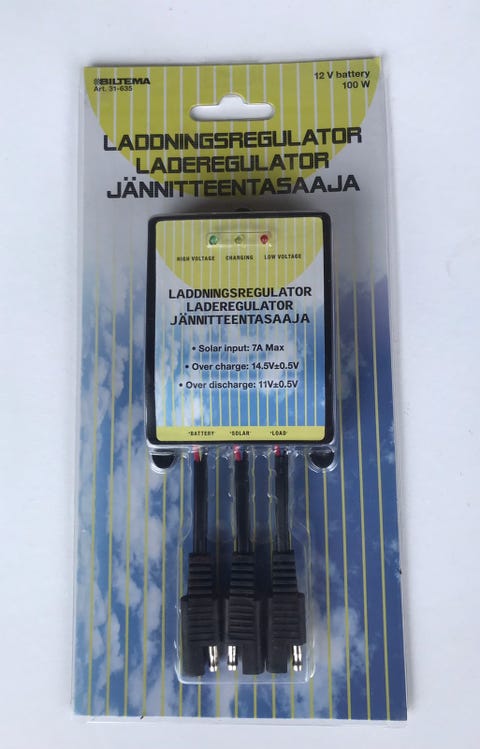 BILTEMA
Art. 31-635
12 V battery
100 W
LADDNINGSREGULATOR
LADEREGULATOR
JÄNNITTEENTASAAJA
HIGH VOLTAGE CHARGING LOW VOLTAGE
LADDNINGSREGULATOR
LADEREGULATOR
JÄNNITTEENTASAAJA
• Solar input: 7A Max
• Over charge: 14.5V±0.5V
• Over discharge: 11V±0.5V
'BATTERY' 'SOLAR' 'LOAD'